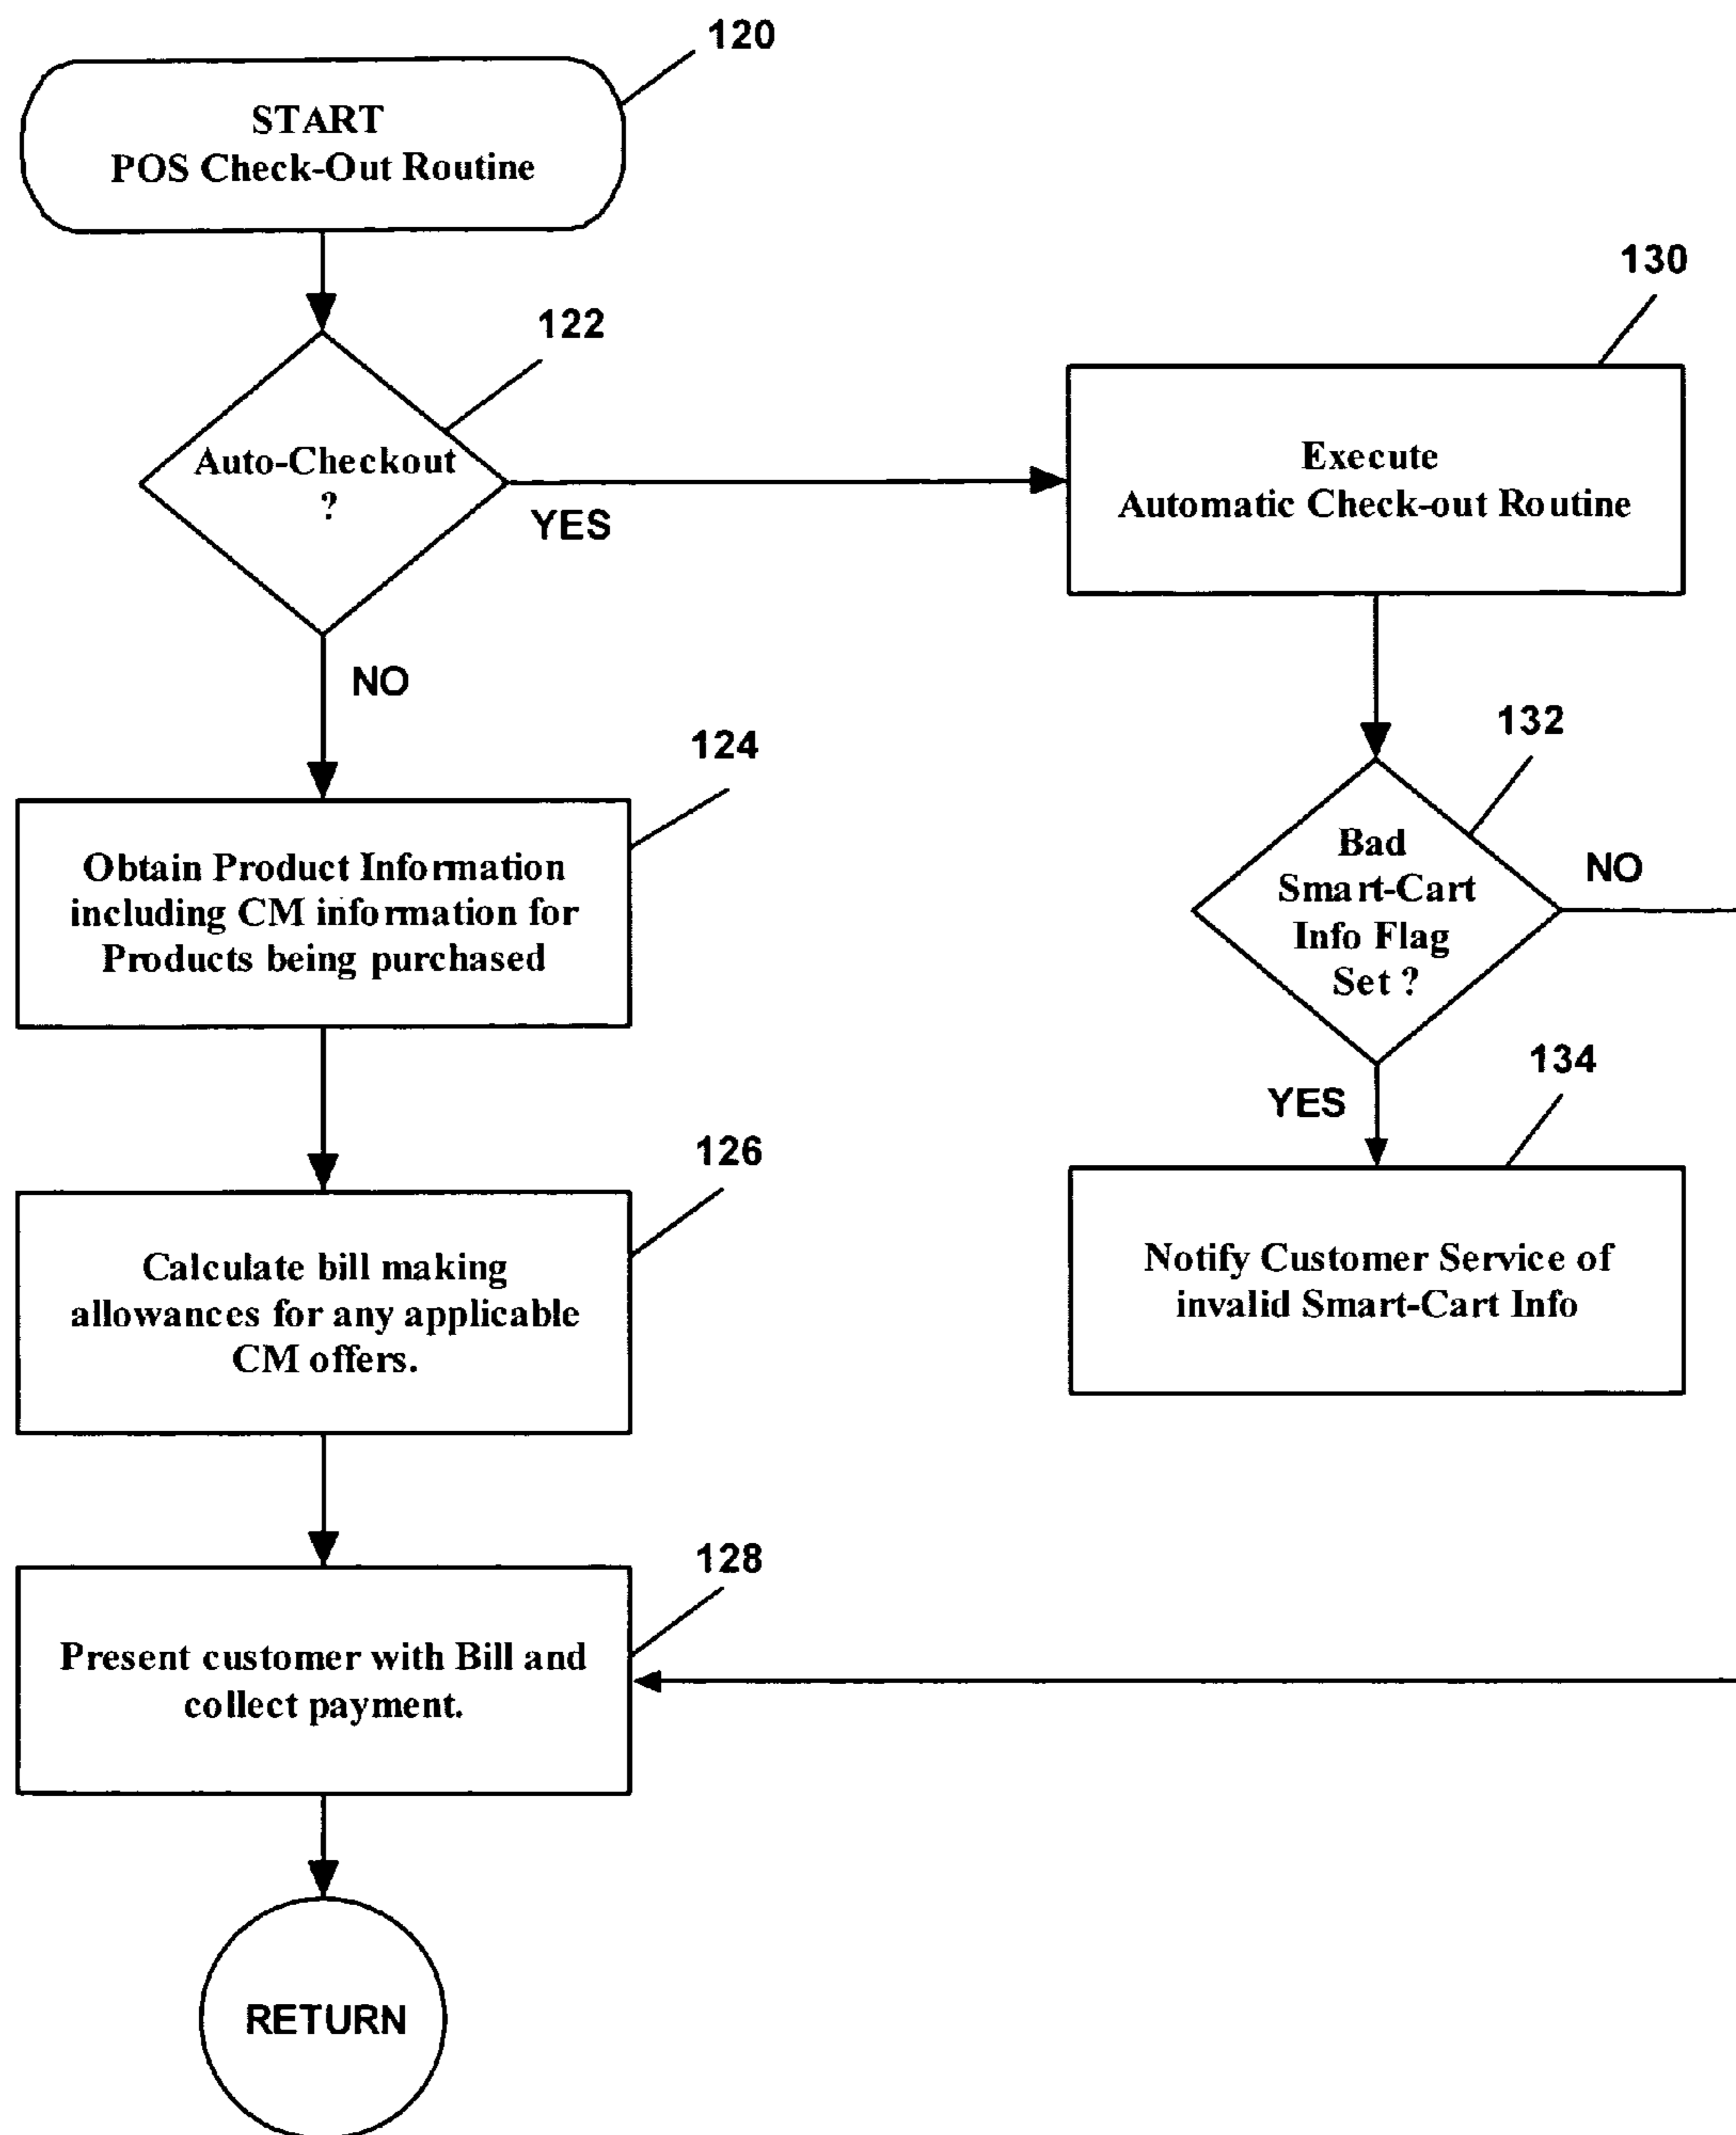 120
START
POS Check-Out Routine
122
Auto-Checkout
?
YES
NO
130
Execute
Automatic Check-out Routine
124
Obtain Product Information
including CM information for
Products being purchased
132
Bad
Smart-Cart
Info Flag
Set ?
NO
YES
134
Notify Customer Service of
invalid Smart-Cart Info
126
Calculate bill making
allowances for any applicable
CM offers.
128
Present customer with Bill and
collect payment.
RETURN